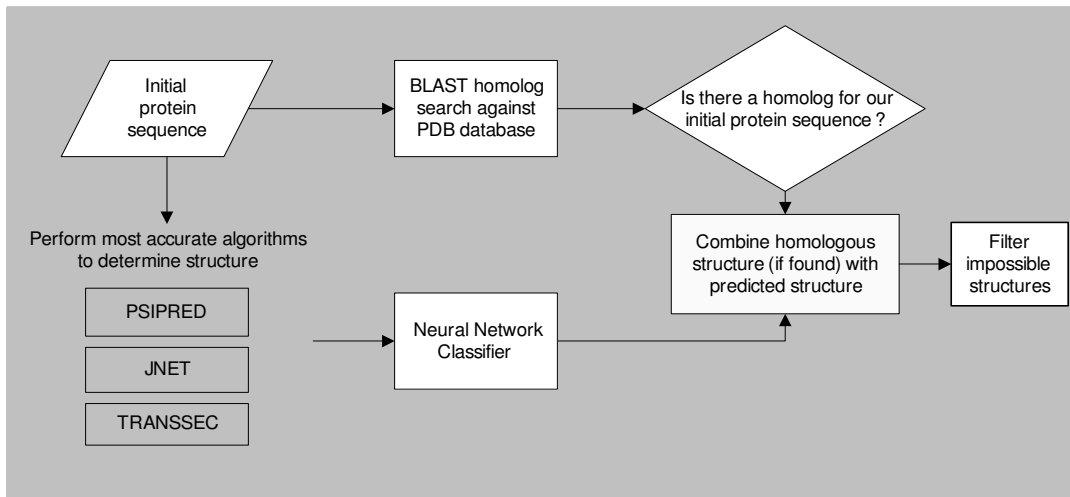 Initial
protein
sequence
BLAST homolog
search against
PDB database
Is there a homolog for our
initial protein sequence ?
Perform most accurate algorithms
to determine structure
PSIPRED
JNET
TRANSSEC
Neural Network
Classifier
Combine homologous
structure (if found) with
predicted structure
Filter
impossible
structures